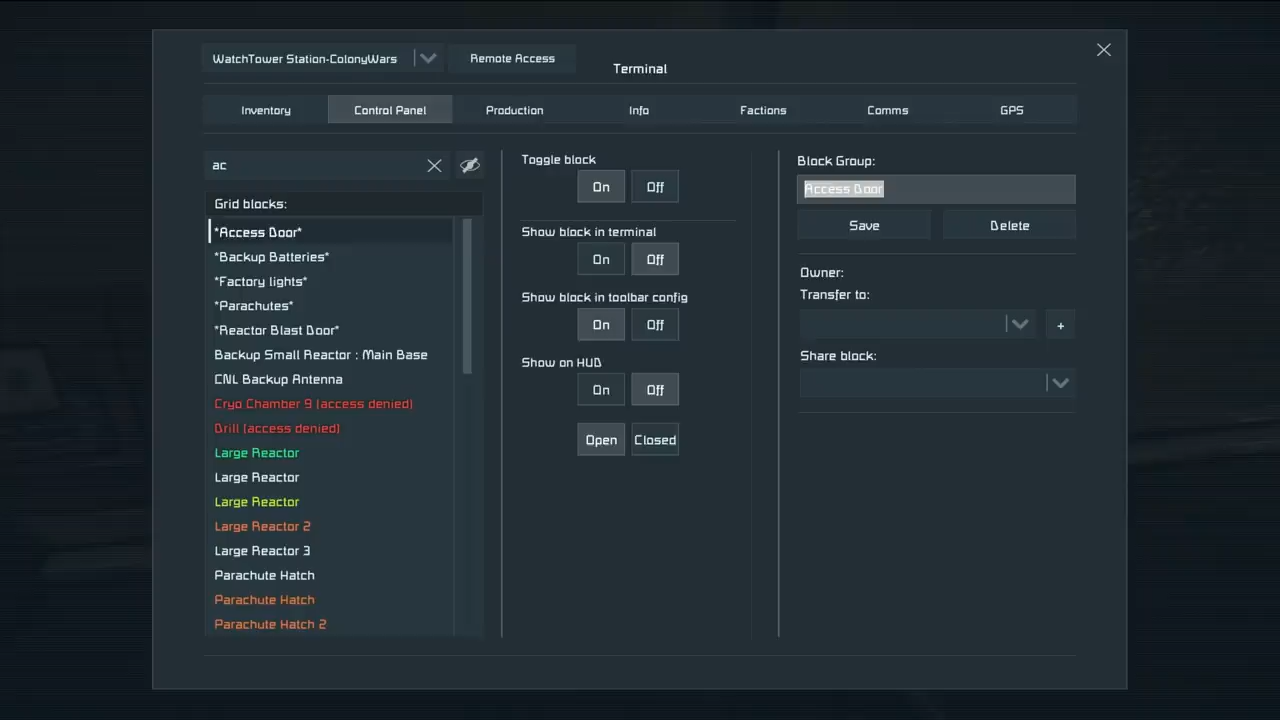 WatchTower Station-ColonyWars
Remote Access
Terminal
Inventory
Control Panel
Production
Info
Factions
Comms
GPS
ac
Grid blocks:
*Access Door*
*Backup Batteries*
*Factory lights*
*Parachutes*
*Reactor Blast Door*
Backup Small Reactor : Main Base
CNL Backup Antenna
Cryo Chamber 9 (access denied)
Drill (access denied)
Large Reactor
Large Reactor
Large Reactor
Large Reactor 2
Large Reactor 3
Parachute Hatch
Parachute Hatch
Parachute Hatch 2
Toggle block
On
Off
Show block in terminal
On
Off
Show block in toolbar config
On
Off
Show on HUD
On
Off
Open
Closed
Block Group:
Access Door
Save
Delete
Owner:
Transfer to:
+
Share block: